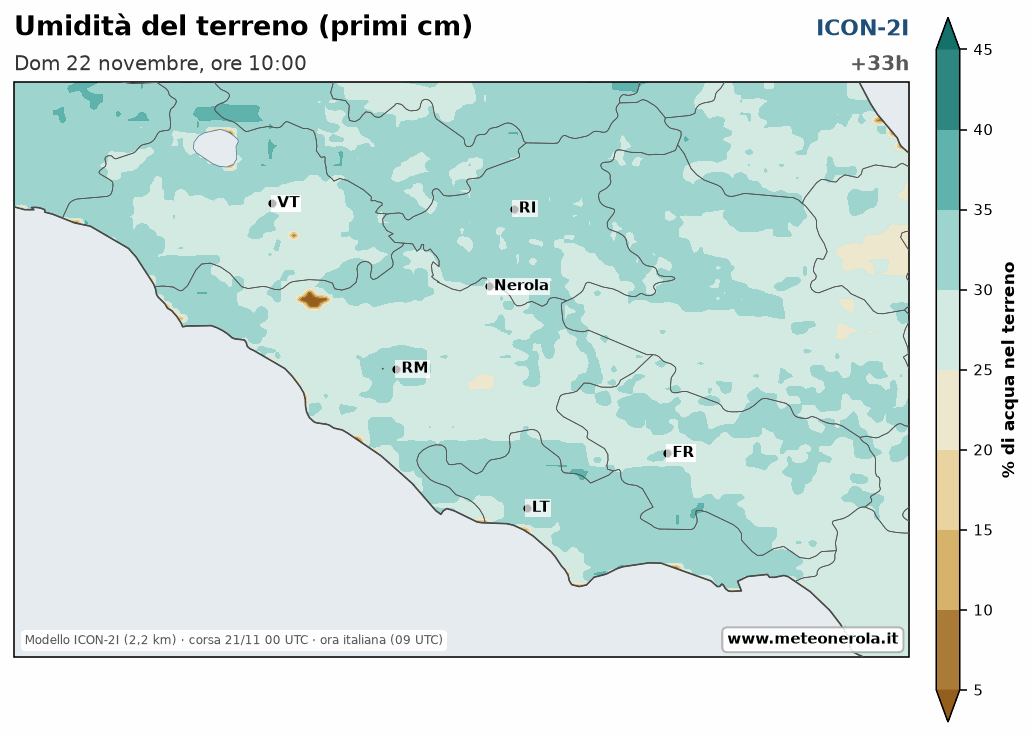 Umidità del terreno (primi cm)
ICON-2I
Dom 22 novembre, ore 10:00
+33h
45
40
35
30
25
20
15
10
5
% di acqua nel terreno
VT
RI
Nerola
RM
FR
LT
Modello ICON-2I (2,2 km) · corsa 21/11 00 UTC · ora italiana (09 UTC)
www.meteonerola.it